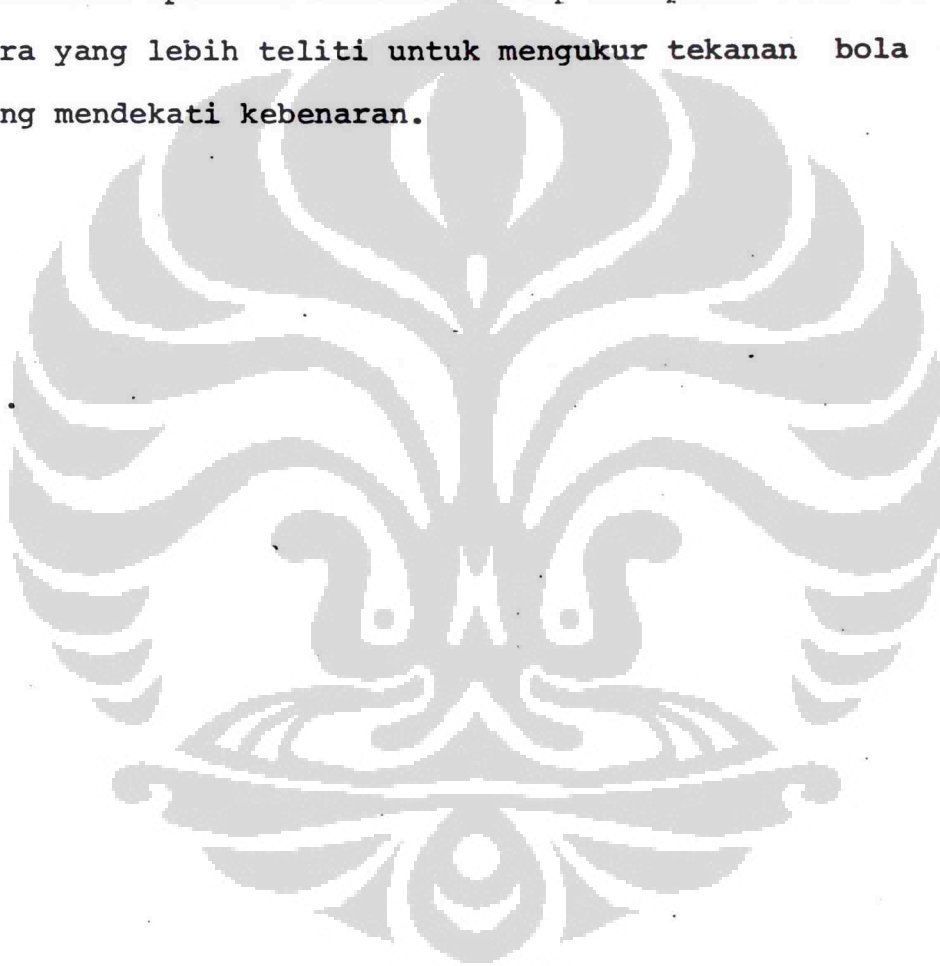 ra yang lebih teliti untuk mengukur tekanan bola
ng mendekati kebenaran.